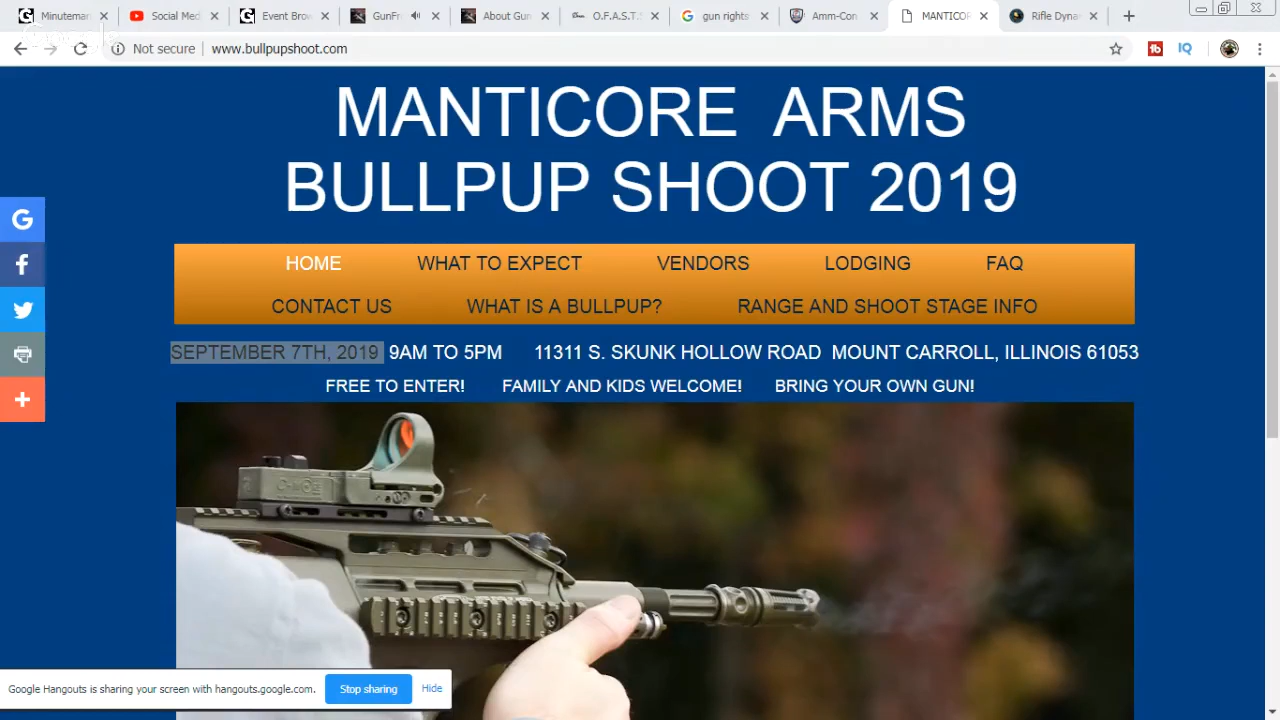 Minuteman
Social Med
Event Brow
GunFr
About Gun
O.F.A.S.T.
gun rights
Amm-Con
MANTICOR
Rifle Dyna
Google
Not secure
www.bullpupshoot.com
MANTICORE ARMS
BULLPUP SHOOT 2019
HOME WHAT TO EXPECT VENDORS LODGING FAQ
CONTACT US WHAT IS A BULLPUP? RANGE AND SHOOT STAGE INFO
SEPTEMBER 7TH, 2019 9AM TO 5PM 11311 S. SKUNK HOLLOW ROAD MOUNT CARROLL, ILLINOIS 61053
FREE TO ENTER! FAMILY AND KIDS WELCOME! BRING YOUR OWN GUN!
Google Hangouts is sharing your screen with hangouts.google.com. Stop sharing Hide